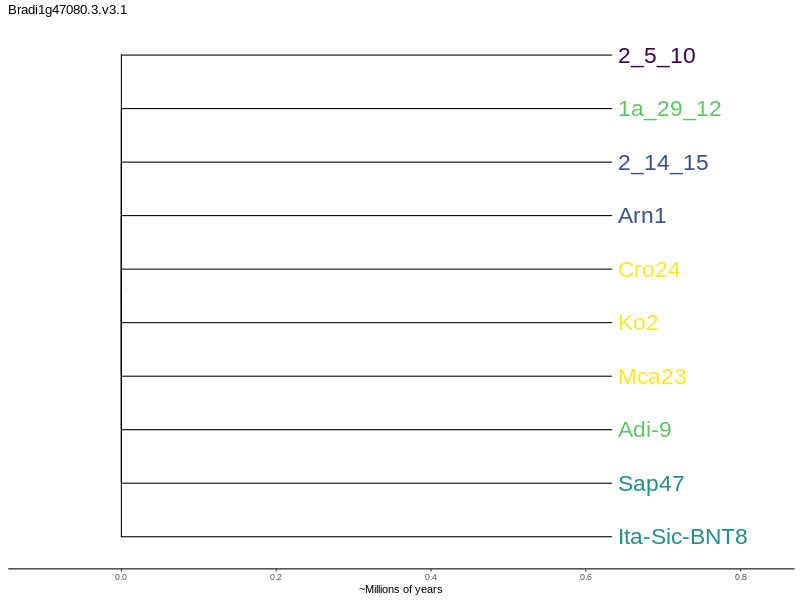 Bradi1g47080.3.v3.1
2_5_10
1a_29_12
2_14_15
Arn1
Cro24
Ko2
Mca23
Adi-9
Sap47
Ita-Sic-BNT8
0.0 0.2 0.4 0.6 0.8
~Millions of years